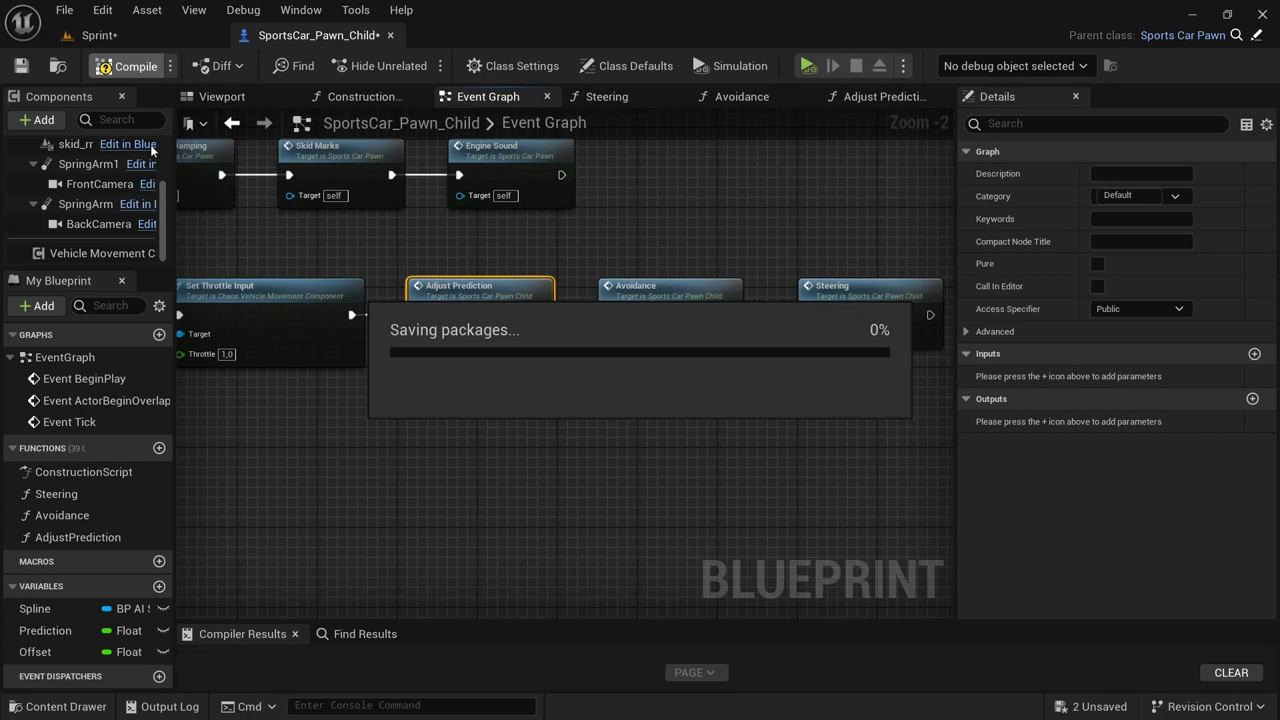 File Edit Asset View Debug Window Tools Help
Sprint*
SportsCar_Pawn_Child*
Parent class: Sports Car Pawn
Compile
Diff
Find
Hide Unrelated
Class Settings
Class Defaults
Simulation
No debug object selected
Components
Viewport
Construction...
Event Graph
Steering
Avoidance
Adjust Predicti...
Details
Add
Search
SportsCar_Pawn_Child > Event Graph
Zoom -2
Search
skid_rr Edit in Blue
SpringArm1 Edit in
FrontCamera Edi
SpringArm Edit in
BackCamera Edit
Vehicle Movement C
My Blueprint
Add
Search
GRAPHS
EventGraph
Event BeginPlay
Event ActorBeginOverlap
Event Tick
FUNCTIONS
ConstructionScript
Steering
Avoidance
AdjustPrediction
MACROS
VARIABLES
Spline BP AI
Prediction Float
Offset Float
EVENT DISPATCHERS
Skid Marks
Target is Sports Car Pawn
Target self
Engine Sound
Target is Sports Car Pawn
Target self
Set Throttle Input
Target is Chaos Vehicle Movement Component
Target
Throttle 1,0
Adjust Prediction
Target is Sports Car Pawn Child
Avoidance
Target is Sports Car Pawn Child
Steering
Target is Sports Car Pawn Child
Saving packages... 0%
BLUEPRINT
Graph
Description
Category Default
Keywords
Compact Node Title
Pure
Call In Editor
Access Specifier Public
Advanced
Inputs
Please press the + icon above to add parameters
Outputs
Please press the + icon above to add parameters
Compiler Results
Find Results
PAGE
CLEAR
Content Drawer
Output Log
Cmd
Enter Console Command
2 Unsaved
Revision Control